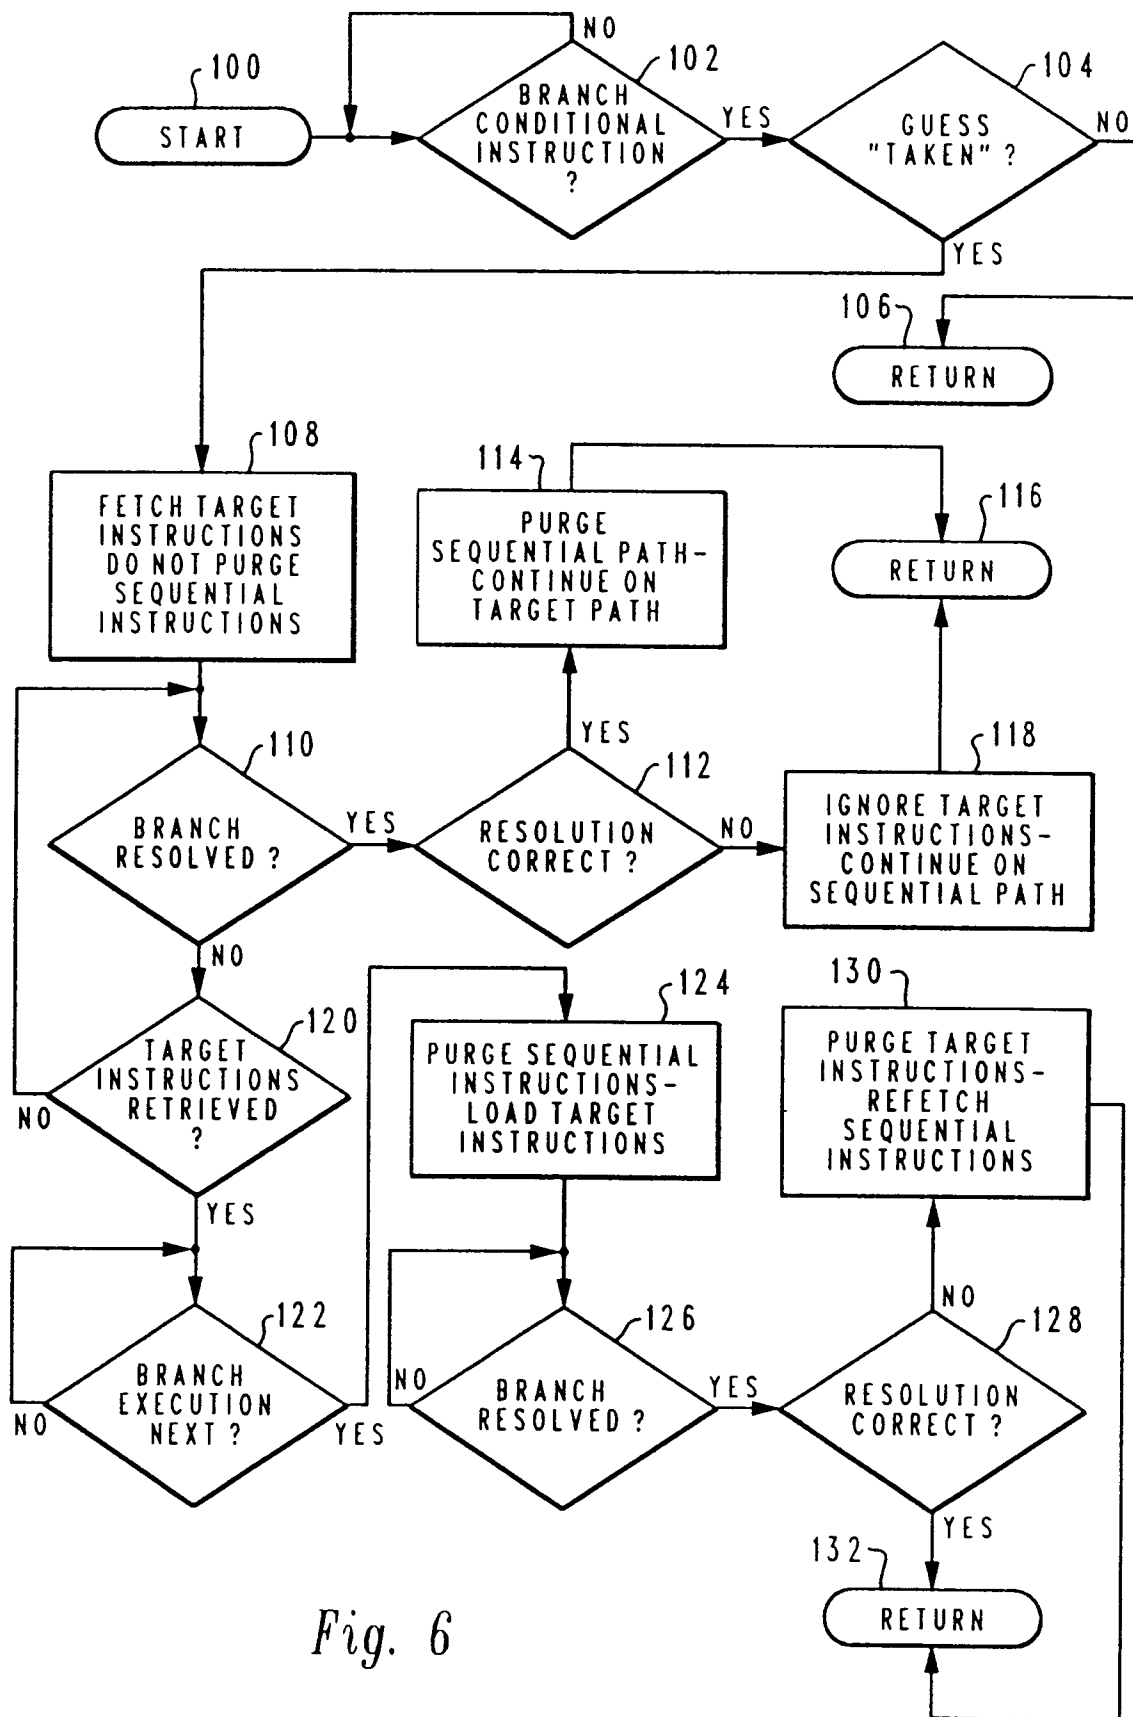 NO
100
102
104
START
BRANCH
CONDITIONAL
INSTRUCTION
?
YES
GUESS
"TAKEN" ?
NO
YES
106
RETURN
108
FETCH TARGET
INSTRUCTIONS
DO NOT PURGE
SEQUENTIAL
INSTRUCTIONS
114
PURGE
SEQUENTIAL PATH-
CONTINUE ON
TARGET PATH
116
RETURN
110
BRANCH
RESOLVED ?
YES
NO
YES
112
RESOLUTION
CORRECT ?
NO
118
IGNORE TARGET
INSTRUCTIONS-
CONTINUE ON
SEQUENTIAL PATH
120
TARGET
INSTRUCTIONS
RETRIEVED
?
NO
YES
124
PURGE SEQUENTIAL
INSTRUCTIONS-
LOAD TARGET
INSTRUCTIONS
130
PURGE TARGET
INSTRUCTIONS-
REFETCH
SEQUENTIAL
INSTRUCTIONS
122
BRANCH
EXECUTION
NEXT ?
NO
YES
126
BRANCH
RESOLVED ?
NO
YES
NO
128
RESOLUTION
CORRECT ?
YES
132
RETURN
Fig. 6